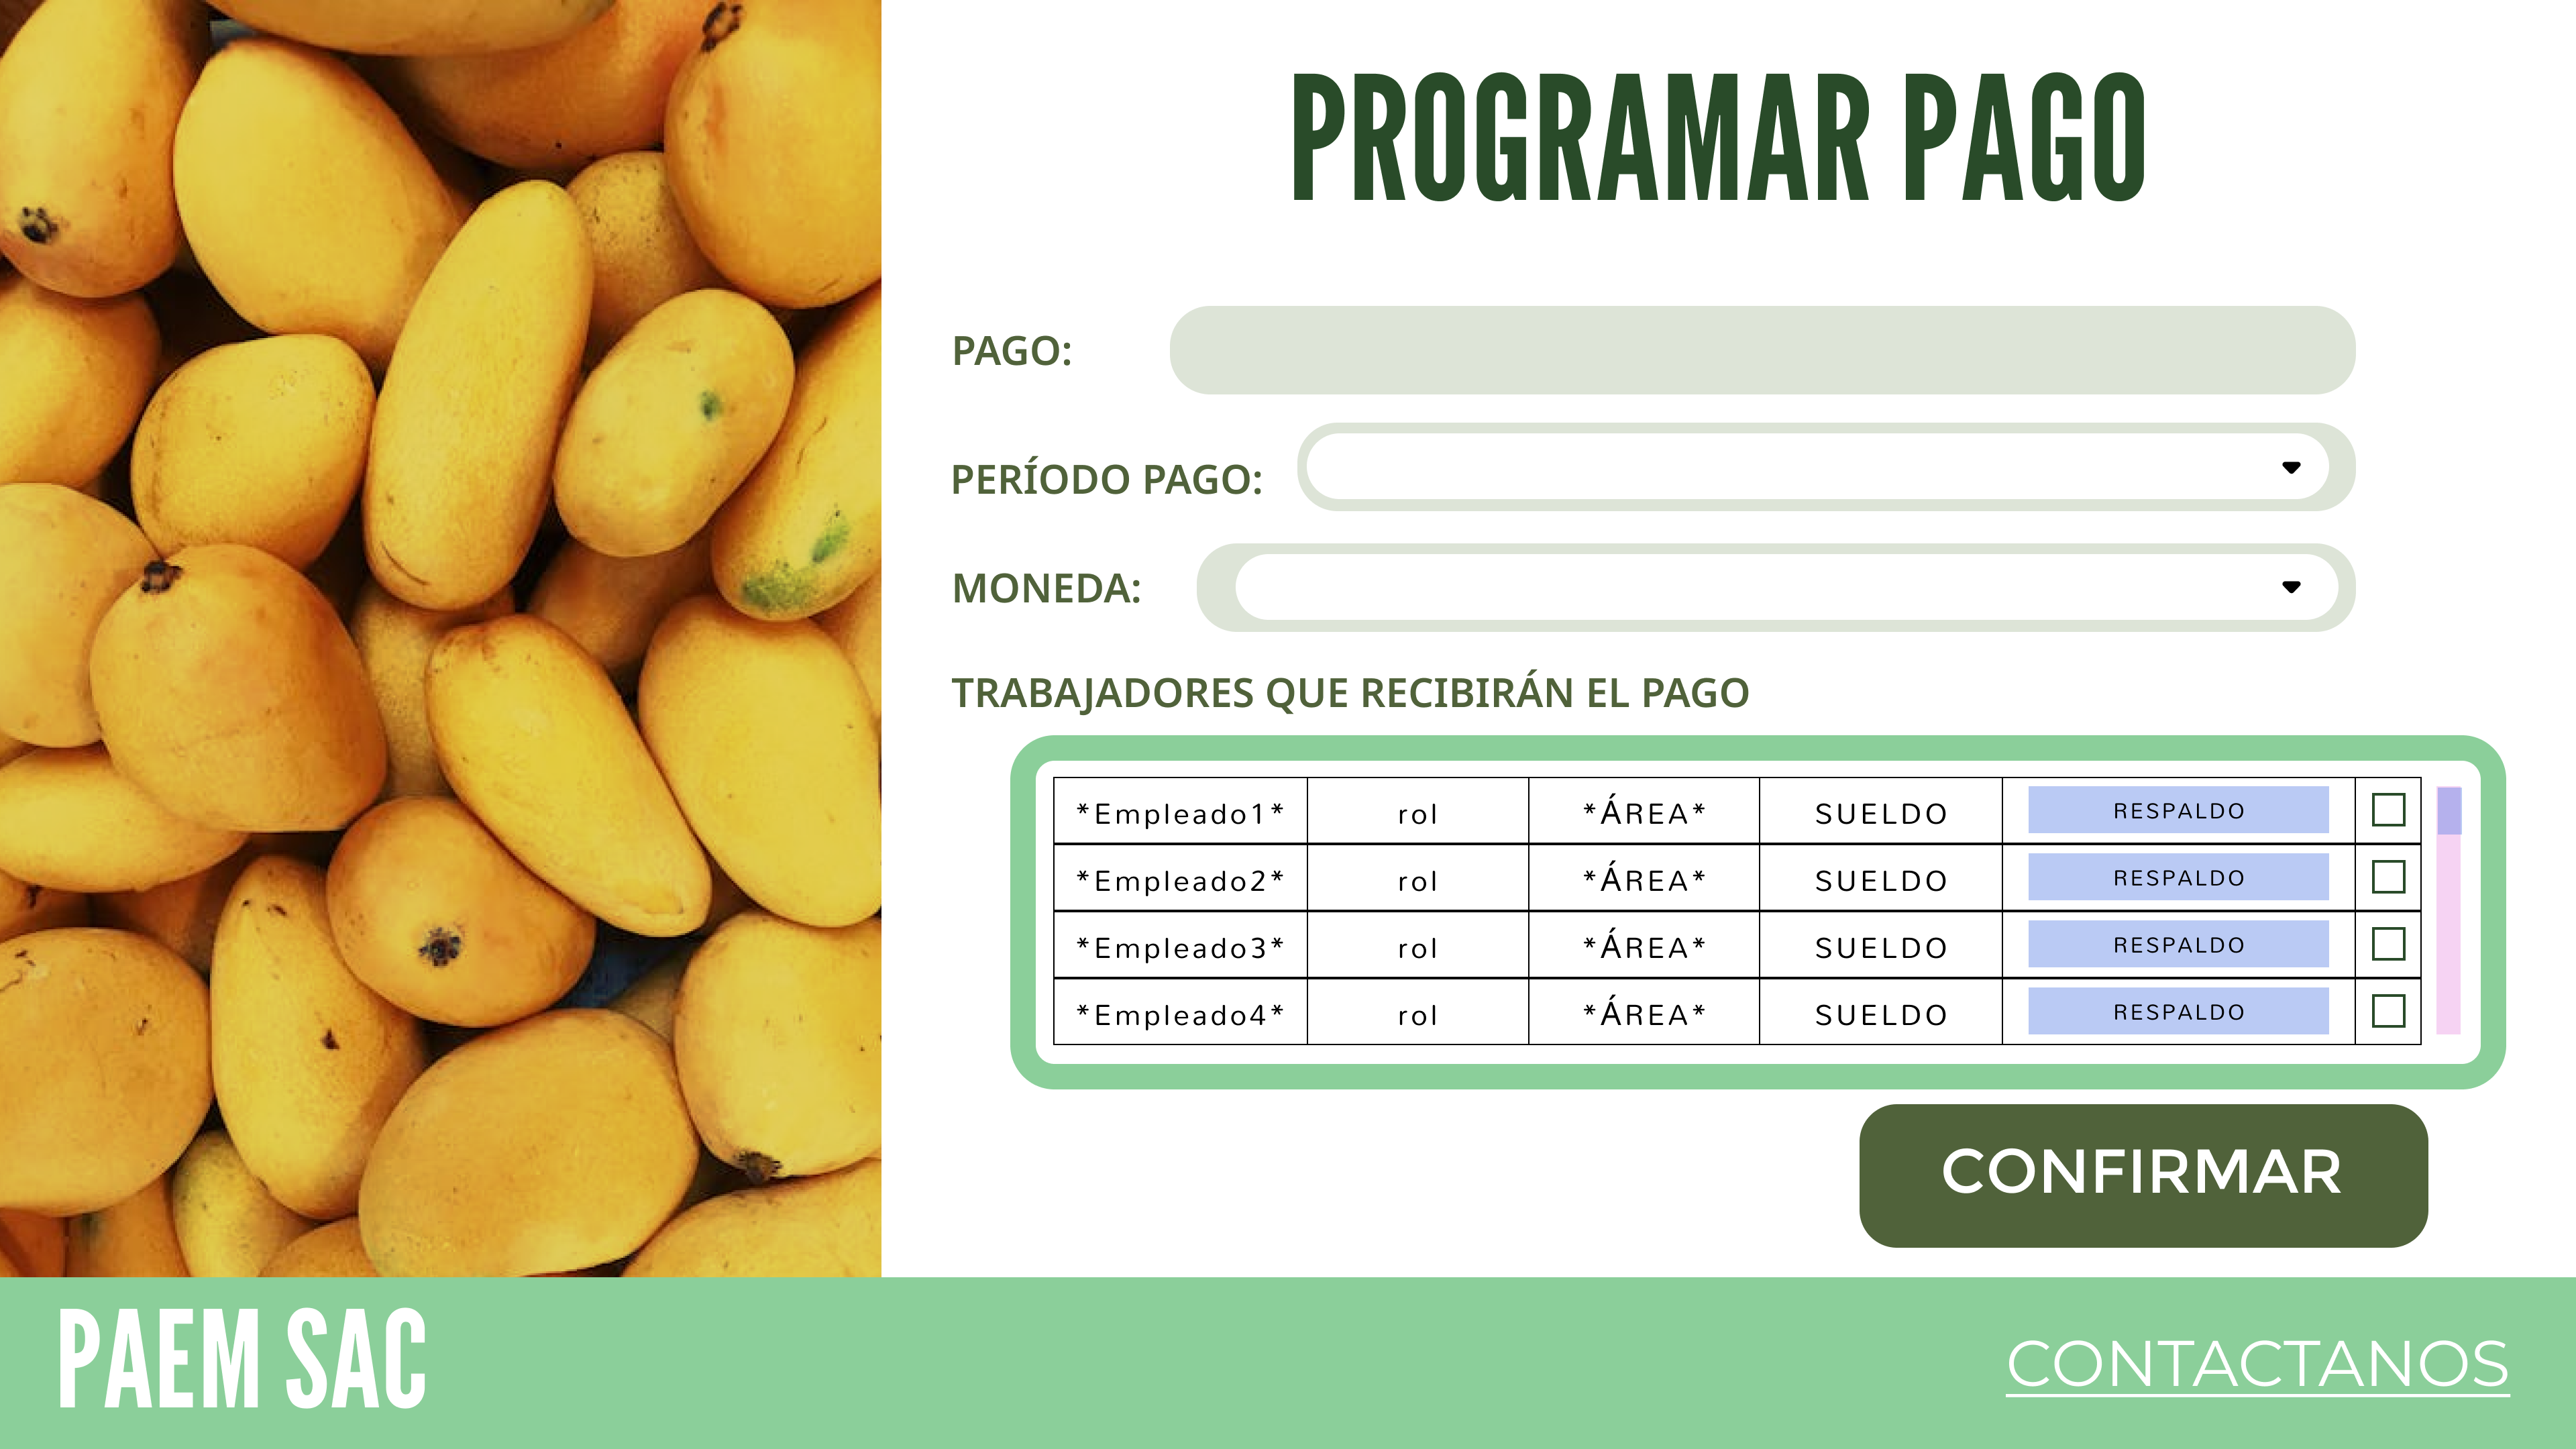 PROGRAMAR PAGO
PAGO:
PERÍODO PAGO:
MONEDA:
TRABAJADORES QUE RECIBIRÁN EL PAGO
*Empleado1* rol *ÁREA* SUELDO RESPALDO
*Empleado2* rol *ÁREA* SUELDO RESPALDO
*Empleado3* rol *ÁREA* SUELDO RESPALDO
*Empleado4* rol *ÁREA* SUELDO RESPALDO
CONFIRMAR
PAEM SAC
CONTACTANOS